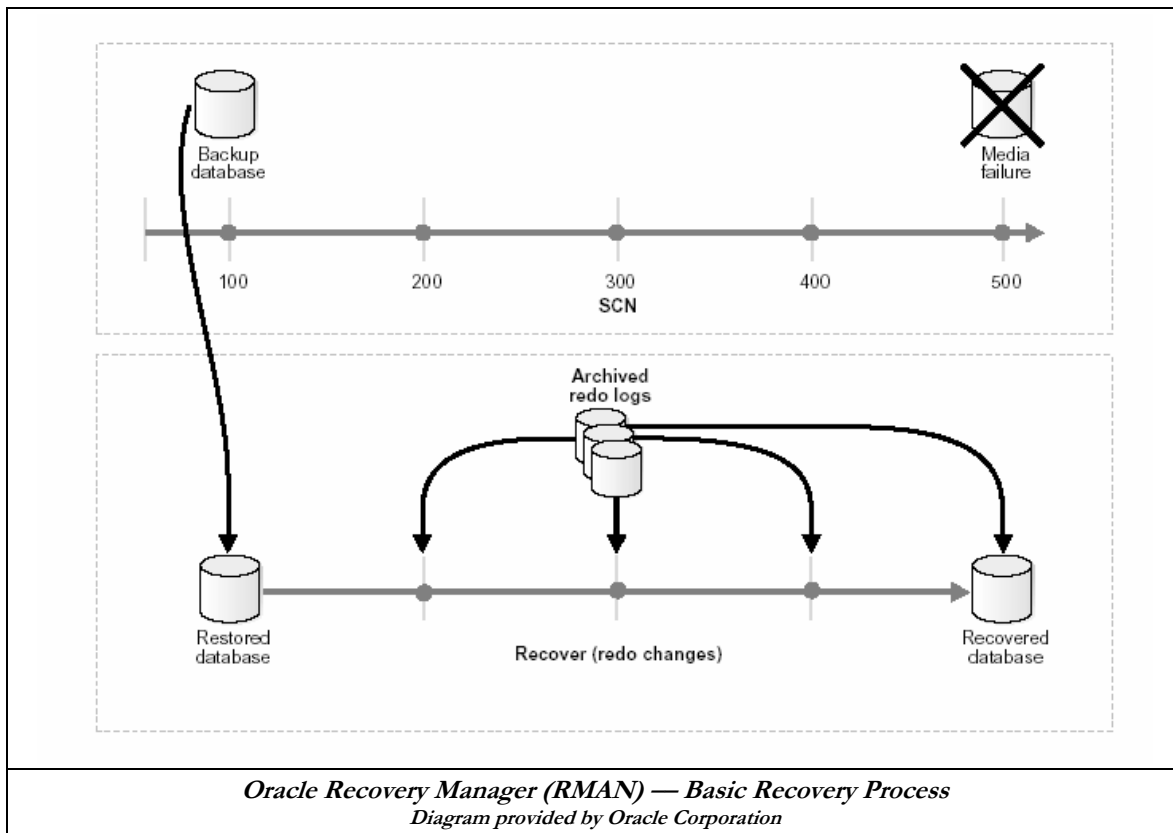 Backup
database
Media
failure
100
200
300
400
500
SCN
Archived
redo logs
Restored
database
Recover (redo changes)
Recovered
database
Oracle Recovery Manager (RMAN) — Basic Recovery Process
Diagram provided by Oracle Corporation